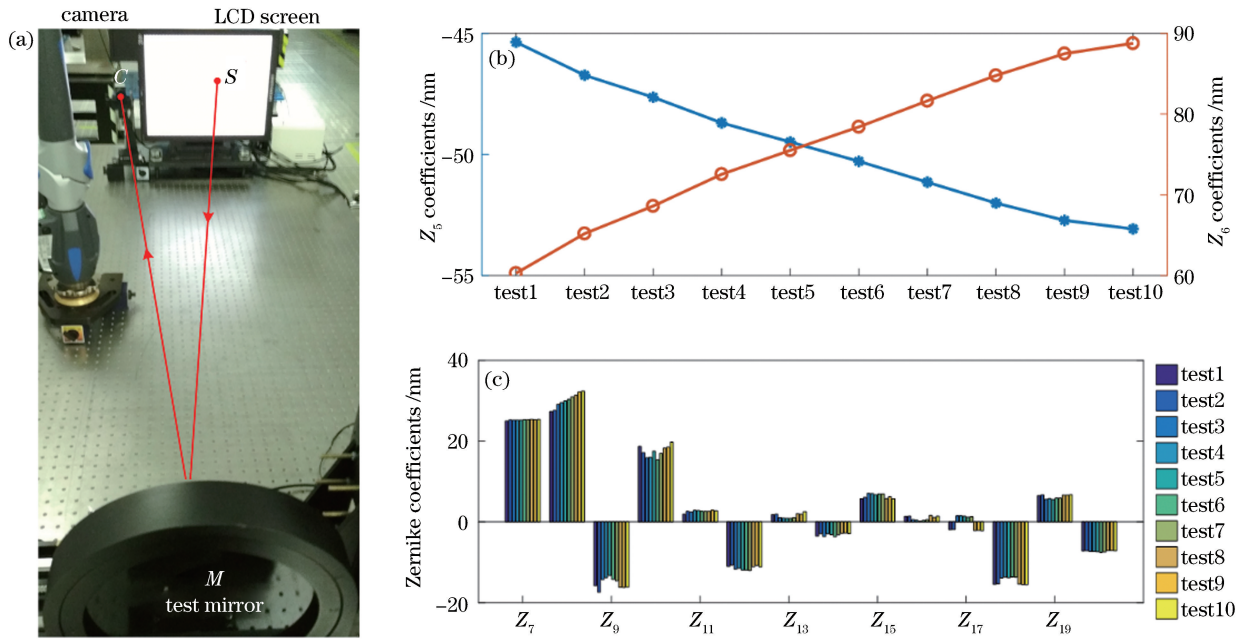 camera
LCD screen
(a)
C
S
M
test mirror
(b)
Z5 coefficients /nm
−45
−50
−55
Z6 coefficients /nm
90
80
70
60
test1 test2 test3 test4 test5 test6 test7 test8 test9 test10
(c)
Zernike coefficients /nm
40
20
0
−20
Z7 Z9 Z11 Z13 Z15 Z17 Z19
test1
test2
test3
test4
test5
test6
test7
test8
test9
test10